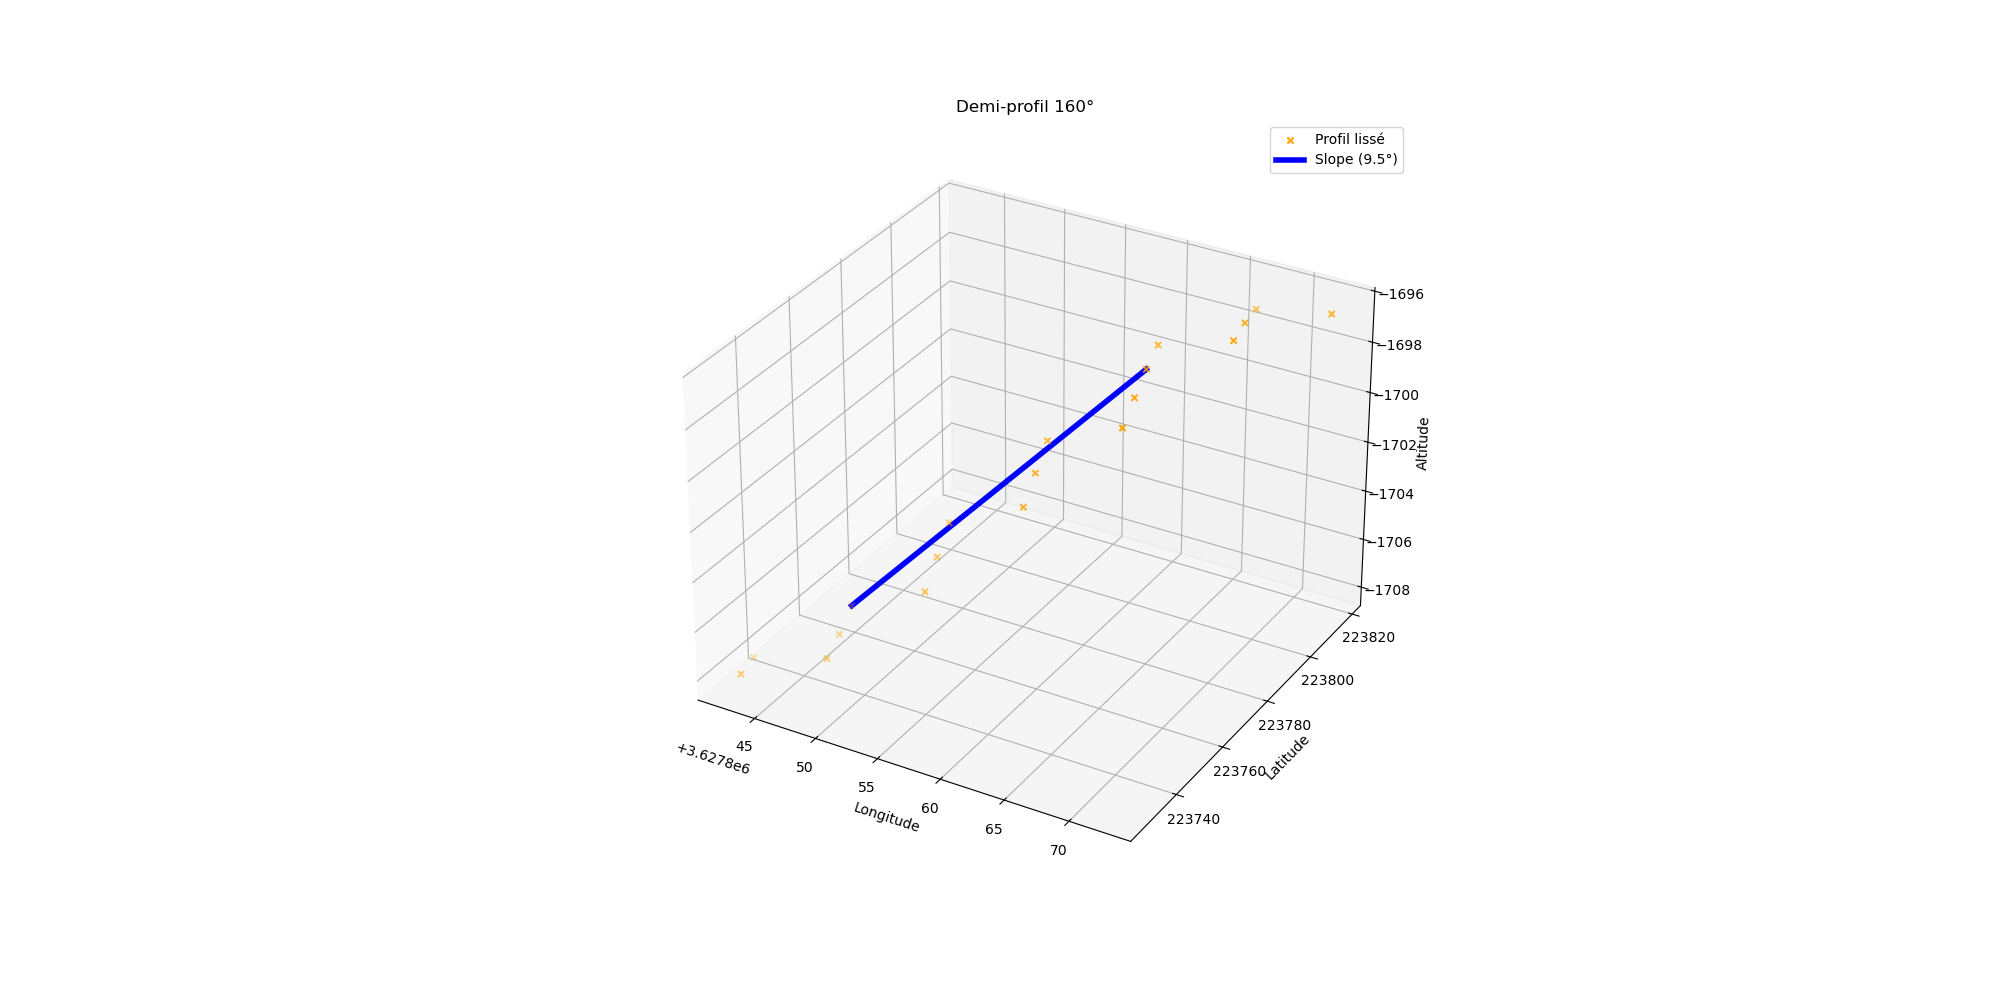 Demi-profil 160°
Profil lissé
Slope (9.5°)
−1696
−1698
−1700
−1702
−1704
−1706
−1708
Altitude
223820
223800
223780
223760
223740
Latitude
45
50
55
60
65
70
+3.6278e6
Longitude